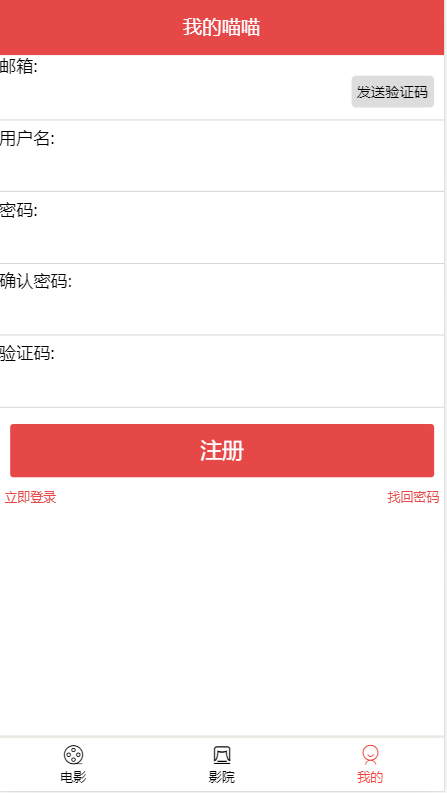 我的喵喵
邮箱:
发送验证码
用户名:
密码:
确认密码:
验证码:
注册
立即登录 找回密码
电影 影院 我的